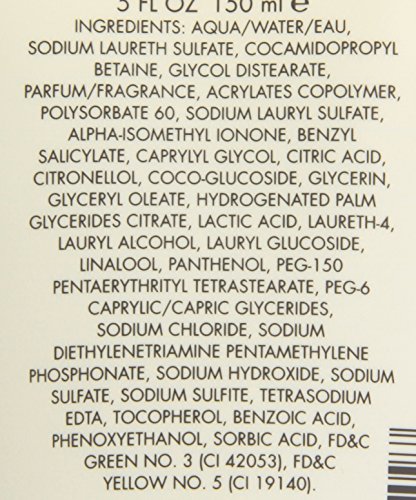 5 FL OZ 150 ml ℮
INGREDIENTS: AQUA/WATER/EAU,
SODIUM LAURETH SULFATE, COCAMIDOPROPYL
BETAINE, GLYCOL DISTEARATE,
PARFUM/FRAGRANCE, ACRYLATES COPOLYMER,
POLYSORBATE 60, SODIUM LAURYL SULFATE,
ALPHA-ISOMETHYL IONONE, BENZYL
SALICYLATE, CAPRYLYL GLYCOL, CITRIC ACID,
CITRONELLOL, COCO-GLUCOSIDE, GLYCERIN,
GLYCERYL OLEATE, HYDROGENATED PALM
GLYCERIDES CITRATE, LACTIC ACID, LAURETH-4,
LAURYL ALCOHOL, LAURYL GLUCOSIDE,
LINALOOL, PANTHENOL, PEG-150
PENTAERYTHRITYL TETRASTEARATE, PEG-6
CAPRYLIC/CAPRIC GLYCERIDES,
SODIUM CHLORIDE, SODIUM
DIETHYLENETRIAMINE PENTAMETHYLENE
PHOSPHONATE, SODIUM HYDROXIDE, SODIUM
SULFATE, SODIUM SULFITE, TETRASODIUM
EDTA, TOCOPHEROL, BENZOIC ACID,
PHENOXYETHANOL, SORBIC ACID, FD&C
GREEN NO. 3 (CI 42053), FD&C
YELLOW NO. 5 (CI 19140).